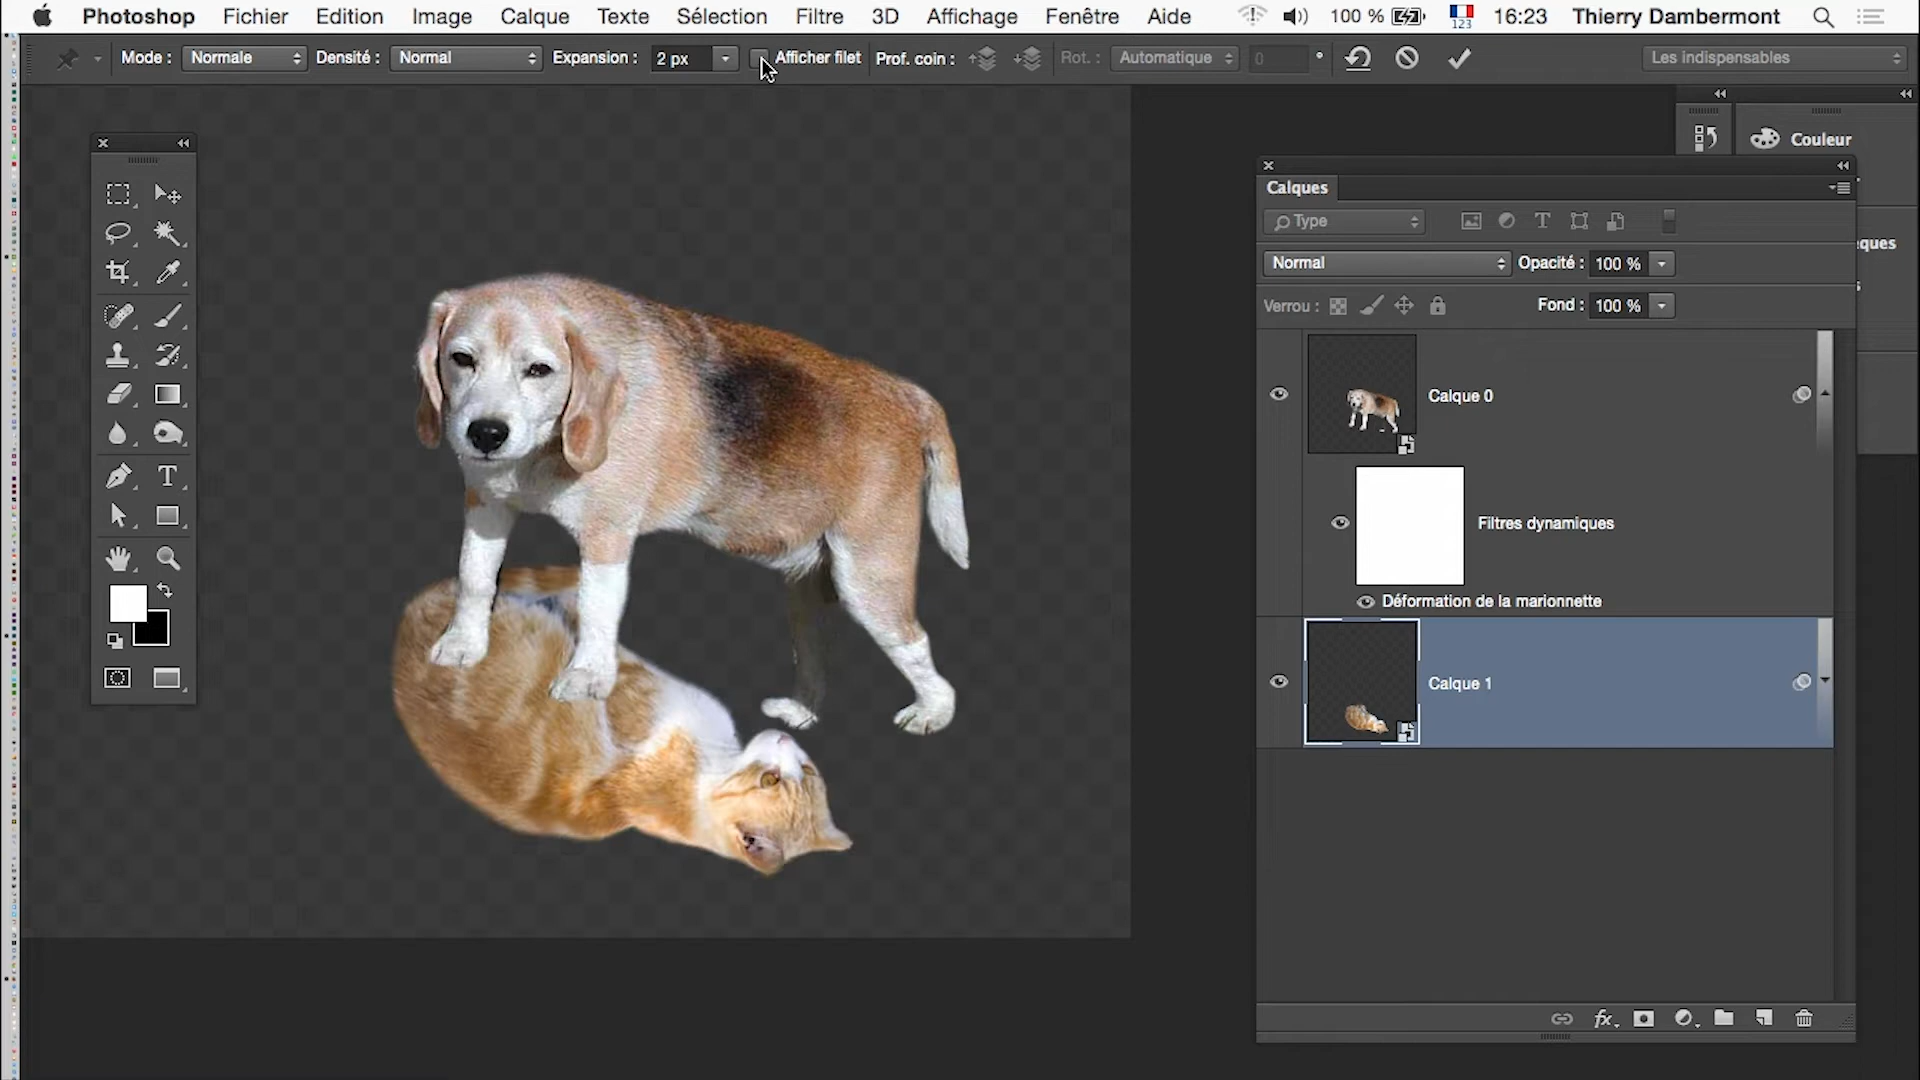 Photoshop Fichier Edition Image Calque Texte Sélection Filtre 3D Affichage Fenêtre Aide 100 % 123 16:23 Thierry Dambermont
Mode : Normale Densité : Normal Expansion : 2 px Afficher filet Prof. coin : Rot. : Automatique 0 ° Les indispensables
Couleur
Calques
Type
ques
Normal Opacité : 100 %
Verrou : Fond : 100 %
Calque 0
T
Filtres dynamiques
Déformation de la marionnette
Calque 1
fx